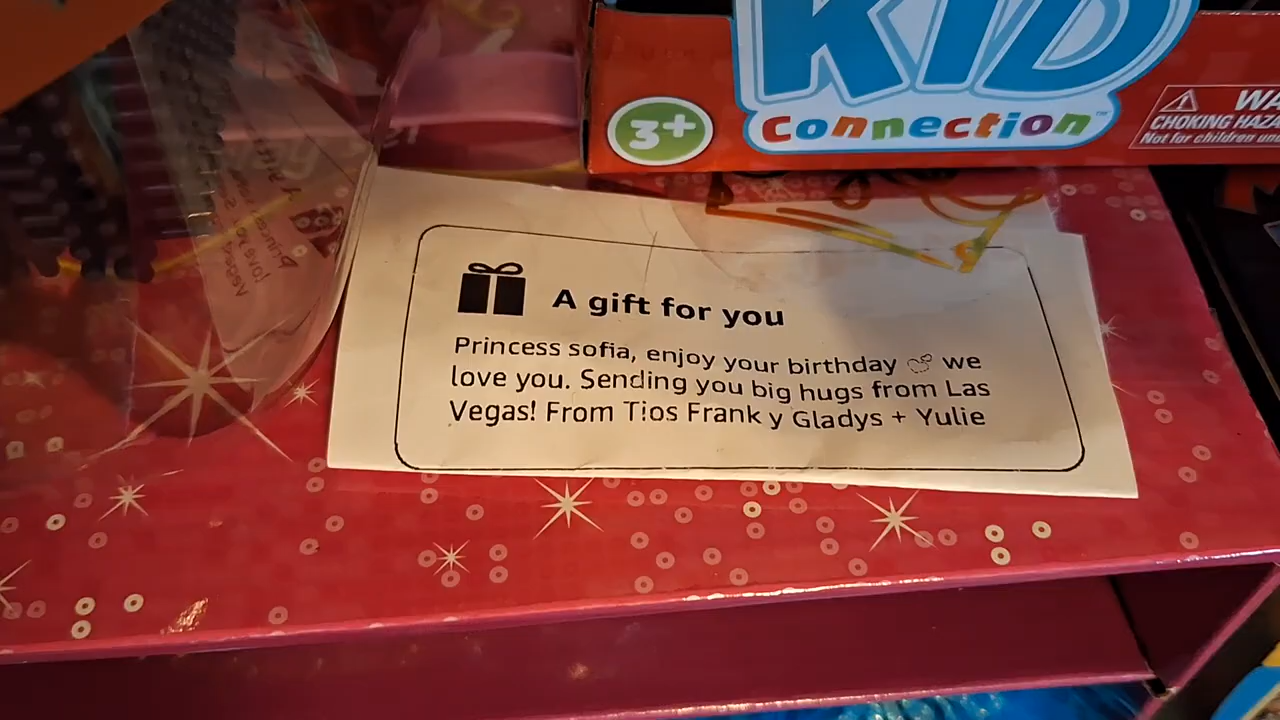 KID
Connection™
3+
WA
CHOKING HAZA
Not for children un
A gift for you
Princess sofia, enjoy your birthday we
love you. Sending you big hugs from Las
Vegas! From Tios Frank y Gladys + Yulie